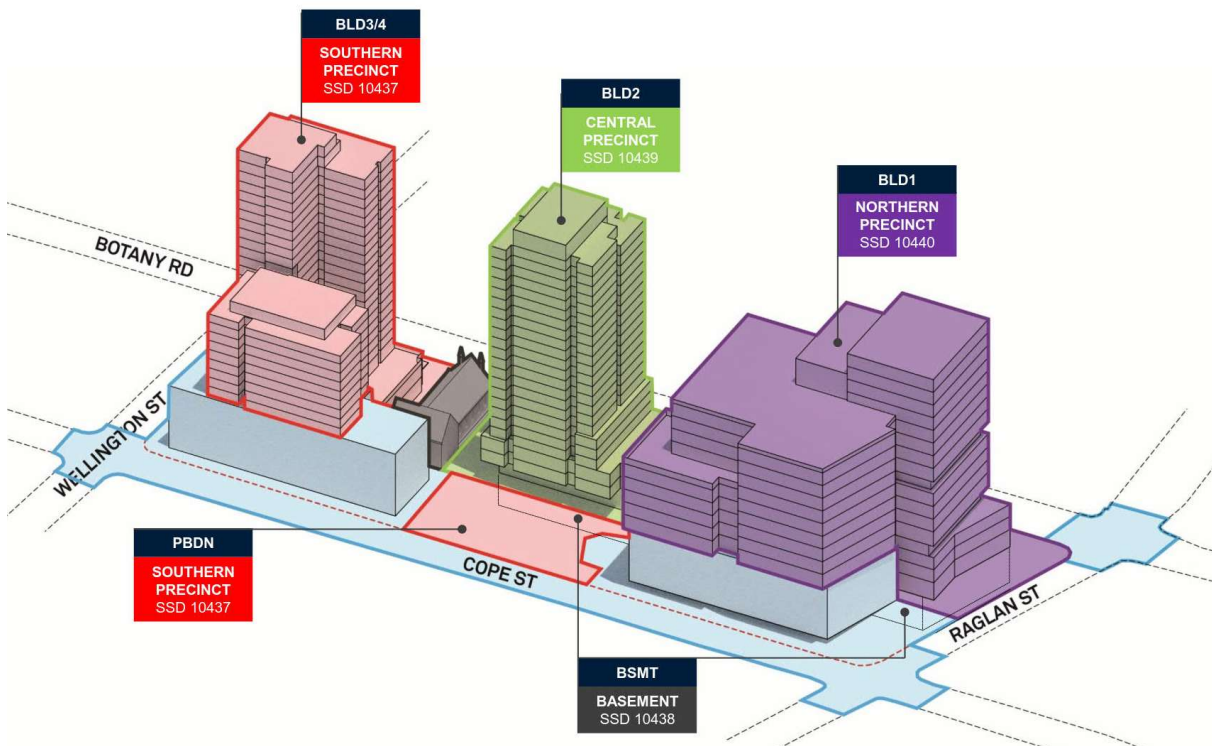 BLD3/4
SOUTHERN
PRECINCT
SSD 10437
BLD2
CENTRAL
PRECINCT
SSD 10439
BLD1
NORTHERN
PRECINCT
SSD 10440
BOTANY RD
WELLINGTON ST
PBDN
SOUTHERN
PRECINCT
SSD 10437
COPE ST
RAGLAN ST
BSMT
BASEMENT
SSD 10438